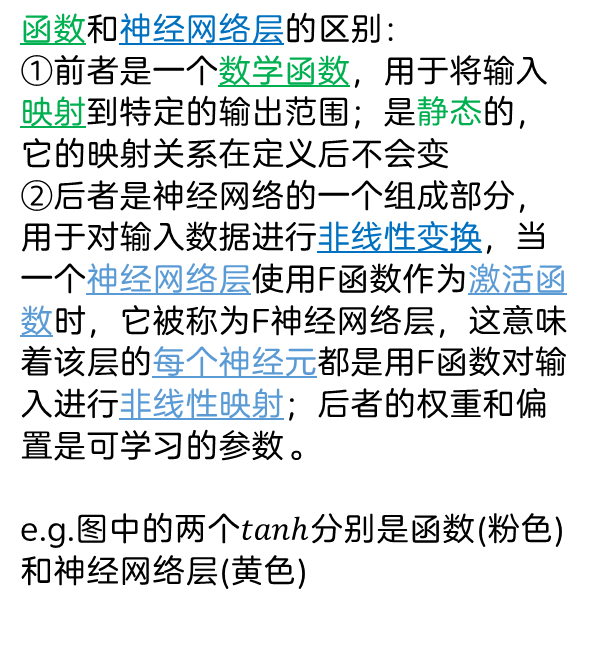 函数和神经网络层的区别：
①前者是一个数学函数，用于将输入
映射到特定的输出范围；是静态的，
它的映射关系在定义后不会变
②后者是神经网络的一个组成部分，
用于对输入数据进行非线性变换，当
一个神经网络层使用F函数作为激活函
数时，它被称为F神经网络层，这意味
着该层的每个神经元都是用F函数对输
入进行非线性映射；后者的权重和偏
置是可学习的参数。
e.g.图中的两个tanh分别是函数(粉色)
和神经网络层(黄色)